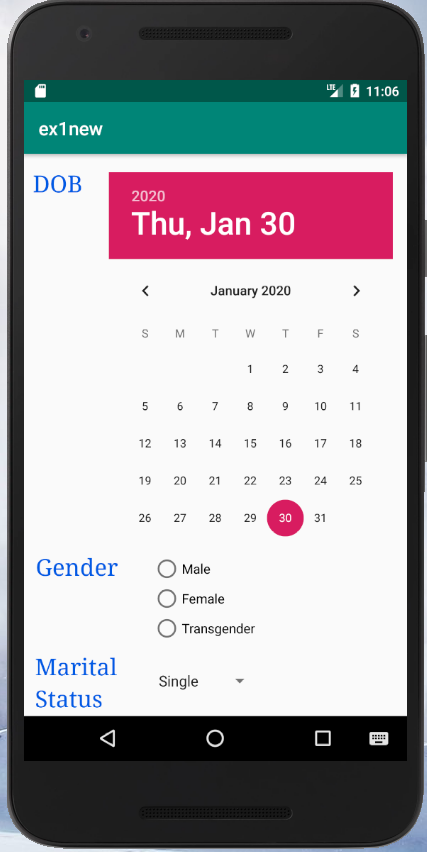 LTE 11:06
ex1new
DOB
2020
Thu, Jan 30
January 2020
S M T W T F S
1 2 3 4
5 6 7 8 9 10 11
12 13 14 15 16 17 18
19 20 21 22 23 24 25
26 27 28 29 30 31
Gender
Male
Female
Transgender
Marital
Status
Single